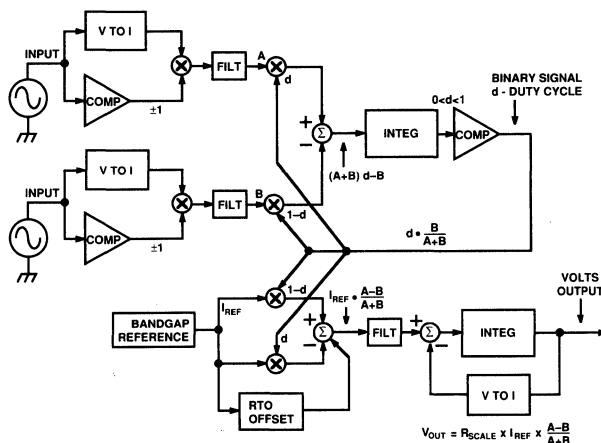 V TO I
INPUT
COMP
±1
FILT
A
d
V TO I
INPUT
COMP
±1
FILT
B
1–d
+
–
Σ
(A+B) d–B
INTEG
0<d<1
COMP
BINARY SIGNAL
d - DUTY CYCLE
d • B/A+B
BANDGAP
REFERENCE
I_REF
1–d
d
RTO
OFFSET
+
–
Σ
I_REF • A–B/A+B
FILT
+
–
Σ
INTEG
V TO I
VOLTS
OUTPUT
V_OUT = R_SCALE x I_REF x A–B/A+B